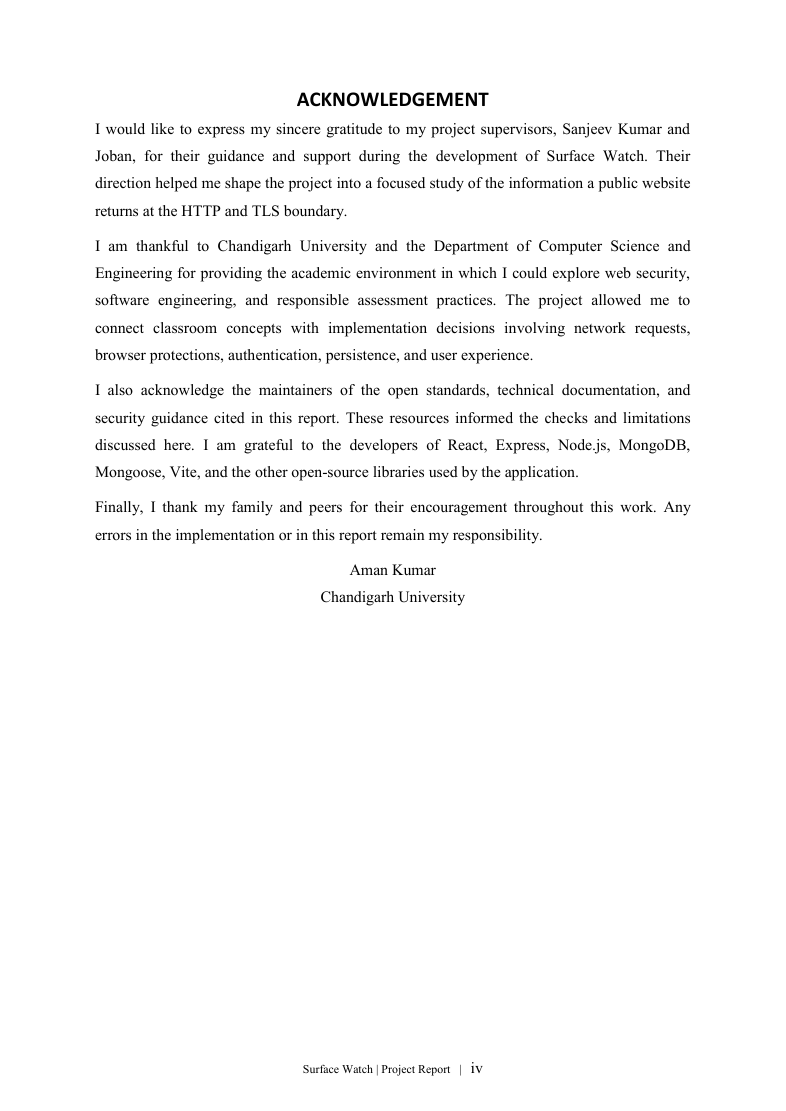 ACKNOWLEDGEMENT
I would like to express my sincere gratitude to my project supervisors, Sanjeev Kumar and
Joban, for their guidance and support during the development of Surface Watch. Their
direction helped me shape the project into a focused study of the information a public website
returns at the HTTP and TLS boundary.
I am thankful to Chandigarh University and the Department of Computer Science and
Engineering for providing the academic environment in which I could explore web security,
software engineering, and responsible assessment practices. The project allowed me to
connect classroom concepts with implementation decisions involving network requests,
browser protections, authentication, persistence, and user experience.
I also acknowledge the maintainers of the open standards, technical documentation, and
security guidance cited in this report. These resources informed the checks and limitations
discussed here. I am grateful to the developers of React, Express, Node.js, MongoDB,
Mongoose, Vite, and the other open-source libraries used by the application.
Finally, I thank my family and peers for their encouragement throughout this work. Any
errors in the implementation or in this report remain my responsibility.
Aman Kumar
Chandigarh University
Surface Watch | Project Report | iv